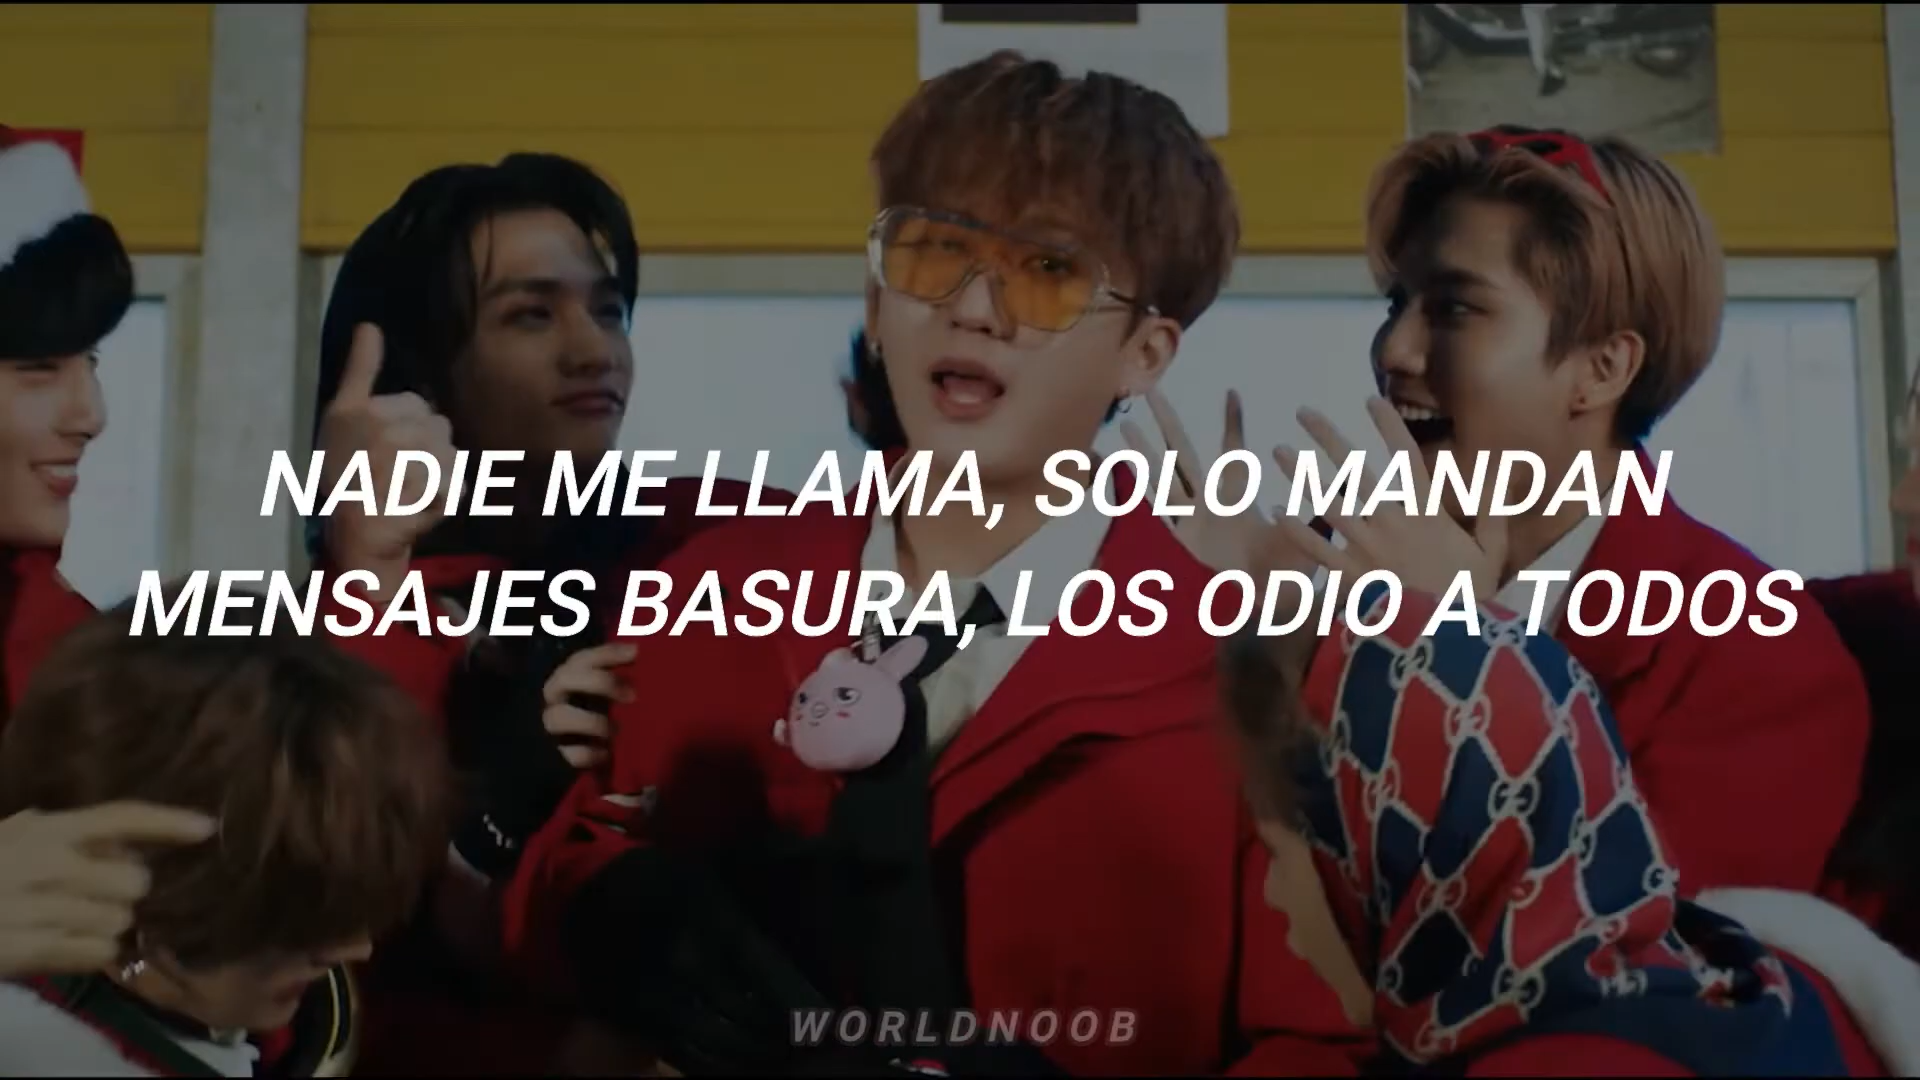 NADIE ME LLAMA, SOLO MANDAN
MENSAJES BASURA, LOS ODIO A TODOS
WORLDNOOB